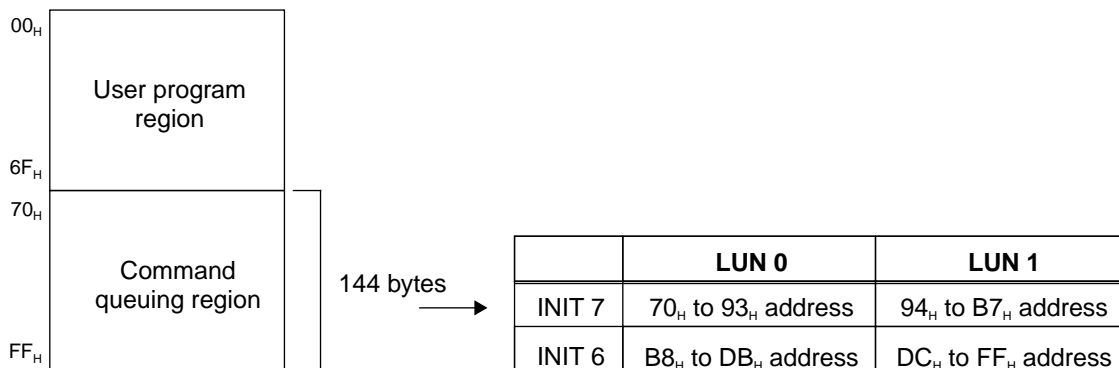 00H
User program
region
6FH
70H
Command
queuing region
FFH
144 bytes
LUN 0 LUN 1
INIT 7 70H to 93H address 94H to B7H address
INIT 6 B8H to DBH address DCH to FFH address